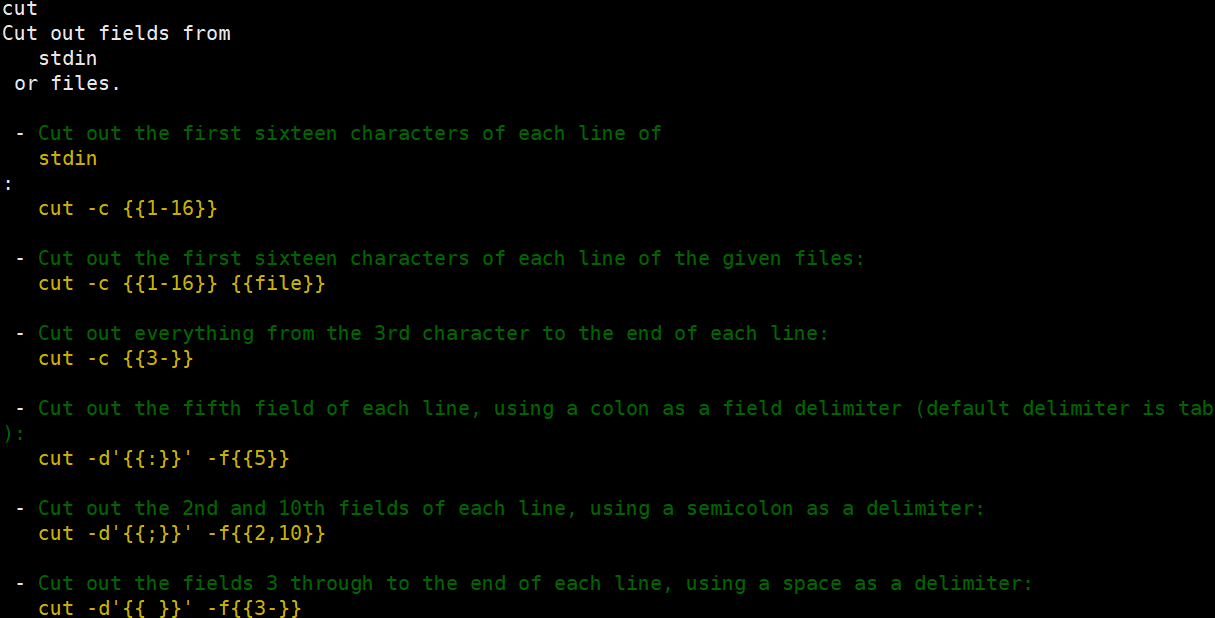 cut
Cut out fields from
stdin
or files.
- Cut out the first sixteen characters of each line of
stdin
:
cut -c {{1-16}}
- Cut out the first sixteen characters of each line of the given files:
cut -c {{1-16}} {{file}}
- Cut out everything from the 3rd character to the end of each line:
cut -c {{3-}}
- Cut out the fifth field of each line, using a colon as a field delimiter (default delimiter is tab
):
cut -d'{{:}}' -f{{5}}
- Cut out the 2nd and 10th fields of each line, using a semicolon as a delimiter:
cut -d'{{;}}' -f{{2,10}}
- Cut out the fields 3 through to the end of each line, using a space as a delimiter:
cut -d'{{ }}' -f{{3-}}